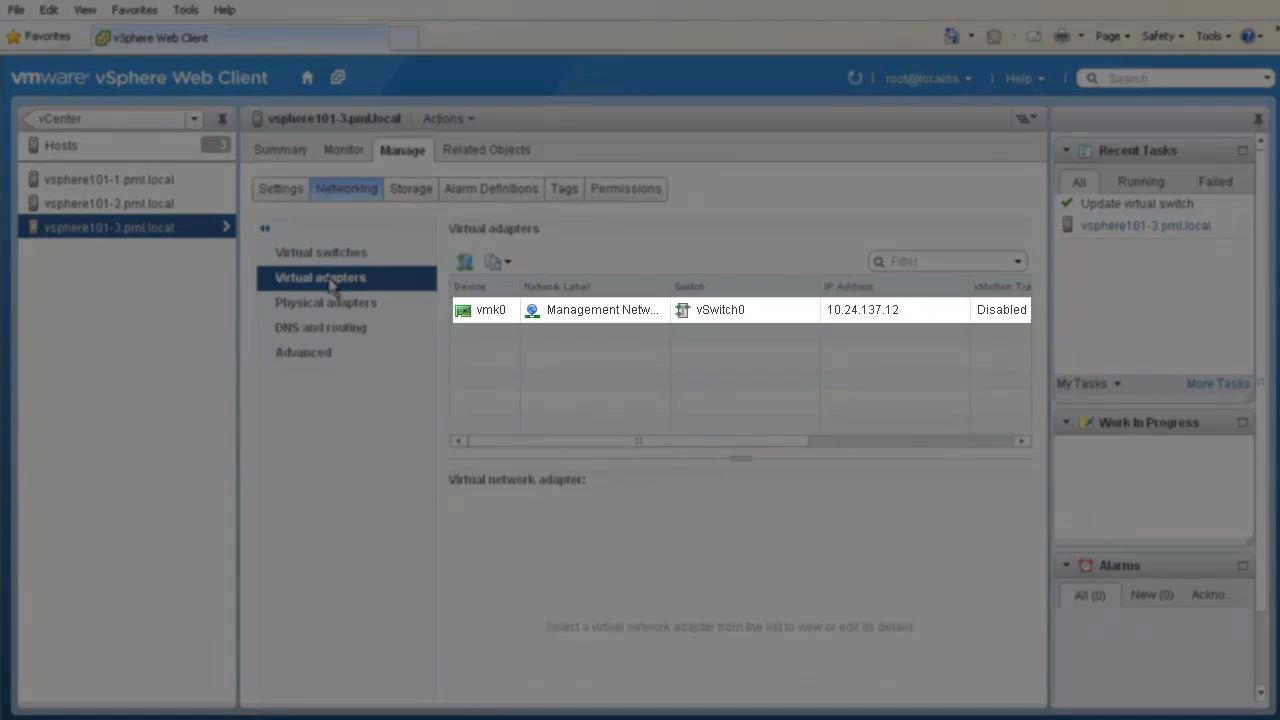 File Edit View Favorites Tools Help
Favorites vSphere Web Client Page Safety Tools
vmware vSphere Web Client root@localos Help Search
vCenter vsphere101-3.pml.local Actions
Hosts 3
Summary Monitor Manage Related Objects
Recent Tasks
vsphere101-1.pml.local
vsphere101-2.pml.local
vsphere101-3.pml.local
Settings Networking Storage Alarm Definitions Tags Permissions
All Running Failed
Update virtual switch
vsphere101-3.pml.local
Virtual switches
Virtual adapters
Physical adapters
DNS and routing
Advanced
Virtual adapters
Filter
Device Network Label Switch IP Address vMotion Tra
vmk0 Management Netw... vSwitch0 10.24.137.12 Disabled
Virtual network adapter:
Select a virtual network adapter from the list to view or edit its details
My Tasks More Tasks
Work In Progress
Alarms
All (0) New (0) Ackno...